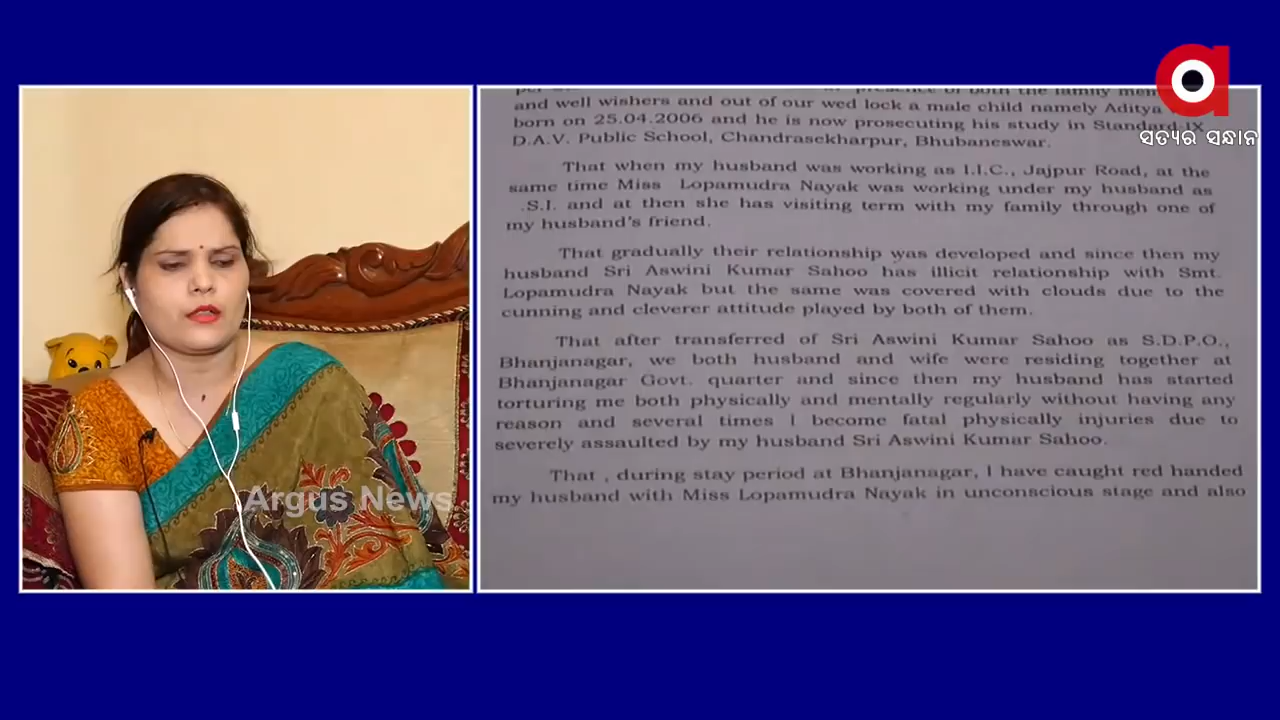 ସତ୍ୟର ସନ୍ଧାନ
presence of both the family
and well wishers and out of our wed lock a male child namely Aditya
born on 25.04.2006 and he is now prosecuting his study in Standard IX
D.A.V. Public School, Chandrasekharpur, Bhubaneswar.
That when my husband was working as I.I.C., Jajpur Road, at the
same time Miss Lopamudra Nayak was working under my husband as
.S.I. and at then she has visiting term with my family through one of
my husband's friend.
That gradually their relationship was developed and since then my
husband Sri Aswini Kumar Sahoo has illicit relationship with Smt.
Lopamudra Nayak but the same was covered with clouds due to the
cunning and cleverer attitude played by both of them.
That after transferred of Sri Aswini Kumar Sahoo as S.D.P.O.,
Bhanjanagar, we both husband and wife were residing together at
Bhanjanagar Govt. quarter and since then my husband has started
torturing me both physically and mentally regularly without having any
reason and several times I become fatal physically injuries due to
severely assaulted by my husband Sri Aswini Kumar Sahoo.
That , during stay period at Bhanjanagar, I have caught red handed
my husband with Miss Lopamudra Nayak in unconscious stage and also
Argus News